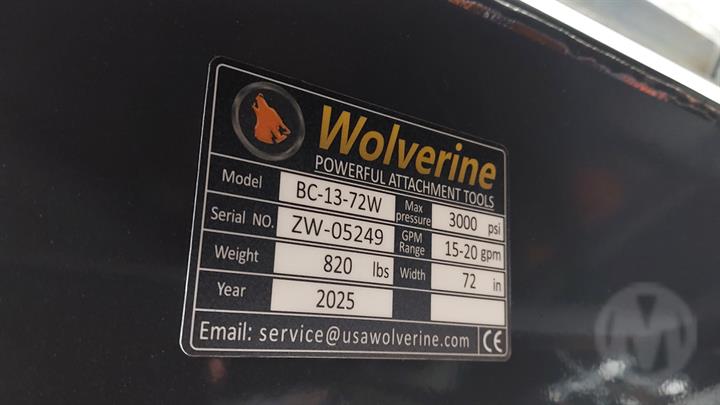 Wolverine
POWERFUL ATTACHMENT TOOLS
Model BC-13-72W Max pressure 3000 psi
Serial NO. ZW-05249 GPM Range 15-20 gpm
Weight 820 lbs Width 72 in
Year 2025
Email: service@usawolverine.com CE
M